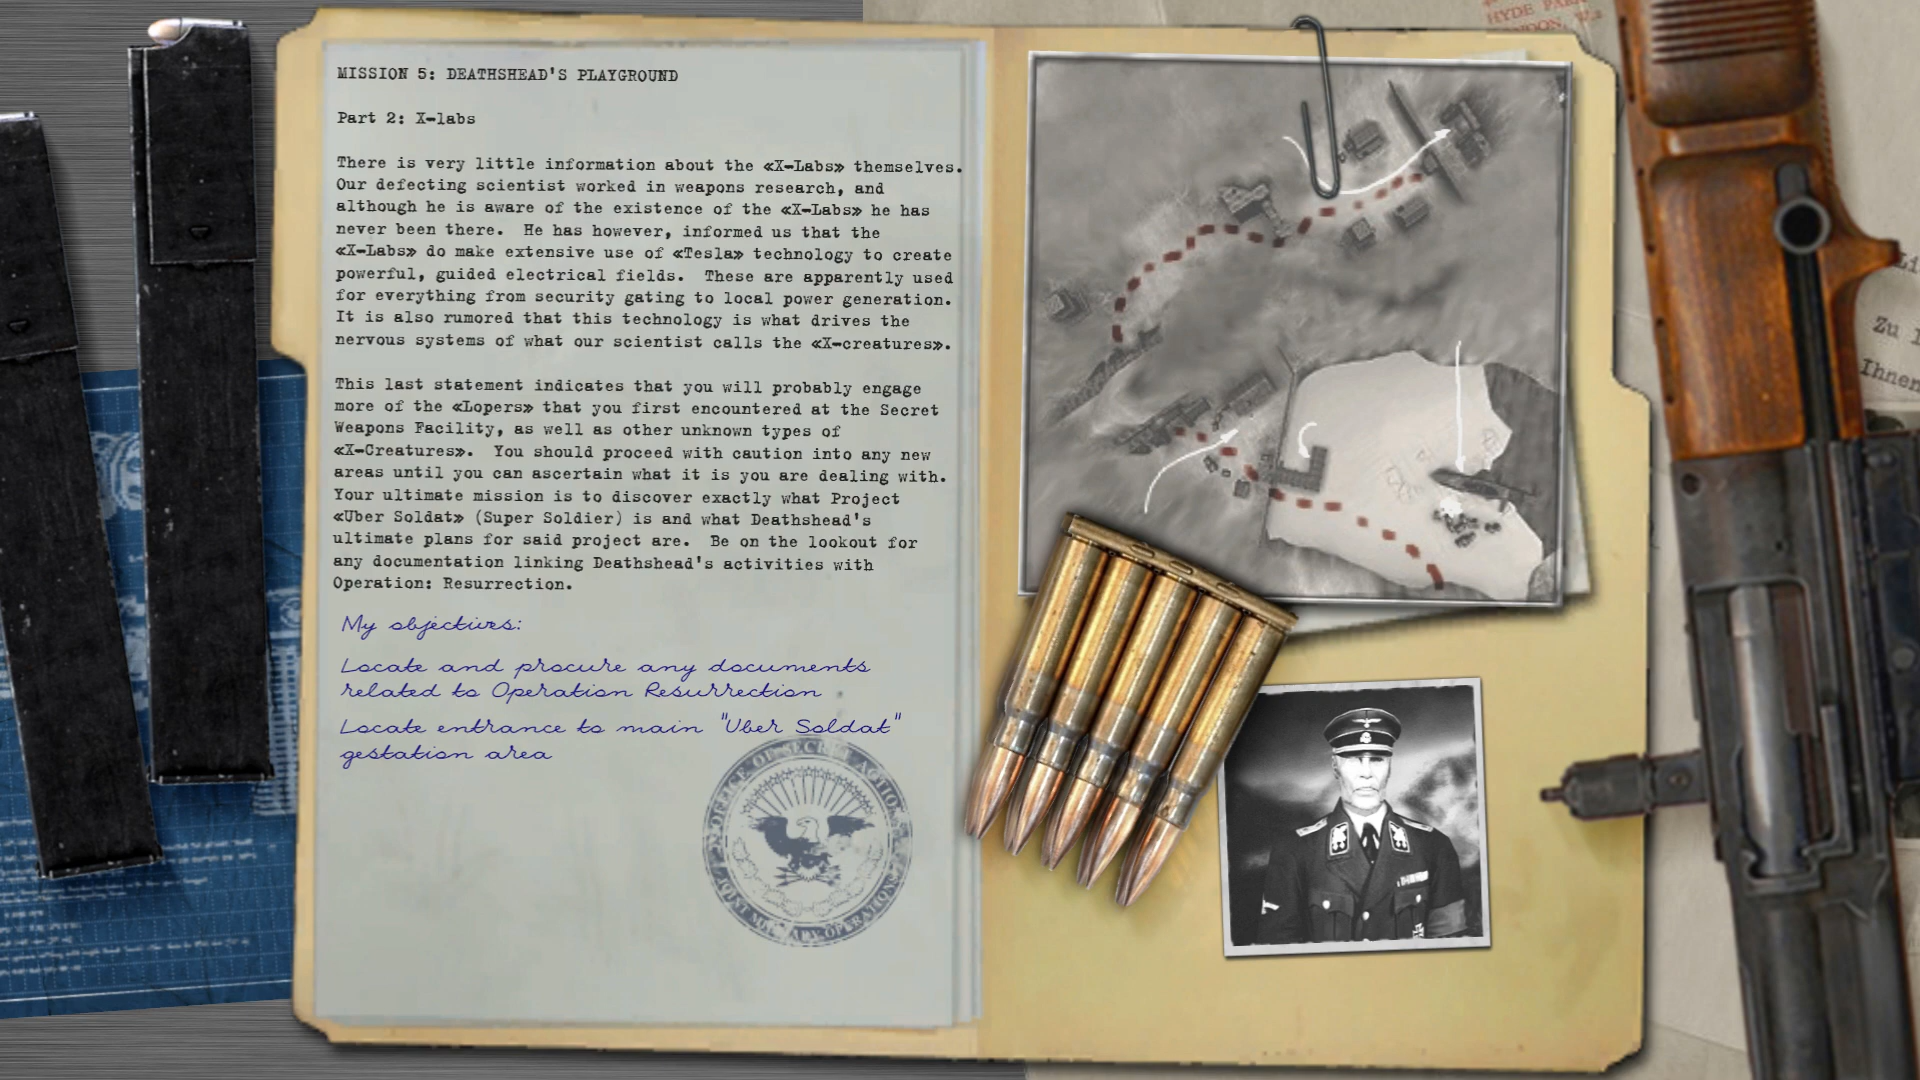 MISSION 5: DEATHSHEAD'S PLAYGROUND
Part 2: X-labs
There is very little information about the «X-Labs» themselves.
Our defecting scientist worked in weapons research, and
although he is aware of the existence of the «X-Labs» he has
never been there.  He has however, informed us that the
«X-Labs» do make extensive use of «Tesla» technology to create
powerful, guided electrical fields.  These are apparently used
for everything from security gating to local power generation.
It is also rumored that this technology is what drives the
nervous systems of what our scientist calls the «X-creatures».
This last statement indicates that you will probably engage
more of the «Lopers» that you first encountered at the Secret
Weapons Facility, as well as other unknown types of
«X-Creatures».  You should proceed with caution into any new
areas until you can ascertain what it is you are dealing with.
Your ultimate mission is to discover exactly what Project
«Uber Soldat» (Super Soldier) is and what Deathshead's
ultimate plans for said project are.  Be on the lookout for
any documentation linking Deathshead's activities with
Operation: Resurrection.
My objectives:
Locate and procure any documents
related to Operation Resurrection
Locate entrance to main "Uber Soldat"
gestation area
OFFICE OF SECRET ACTIONS
JOINT MILITARY OPERATIONS
HYDE PARK
Zu
Ihnen